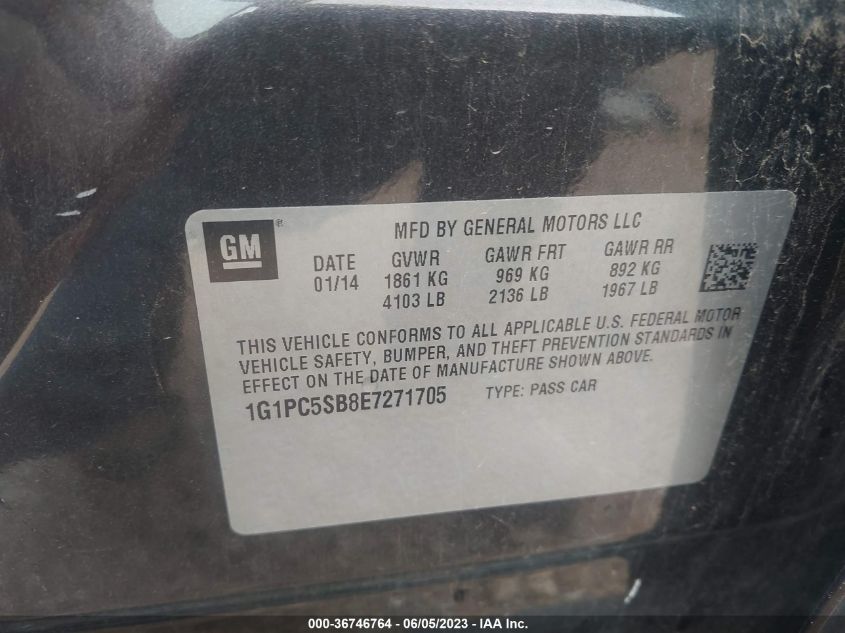 MFD BY GENERAL MOTORS LLC
GM®
DATE GVWR GAWR FRT GAWR RR
01/14 1861 KG 969 KG 892 KG
4103 LB 2136 LB 1967 LB
THIS VEHICLE CONFORMS TO ALL APPLICABLE U.S. FEDERAL MOTOR
VEHICLE SAFETY, BUMPER, AND THEFT PREVENTION STANDARDS IN
EFFECT ON THE DATE OF MANUFACTURE SHOWN ABOVE.
1G1PC5SB8E7271705 TYPE: PASS CAR
000-36746764 - 06/05/2023 - IAA Inc.